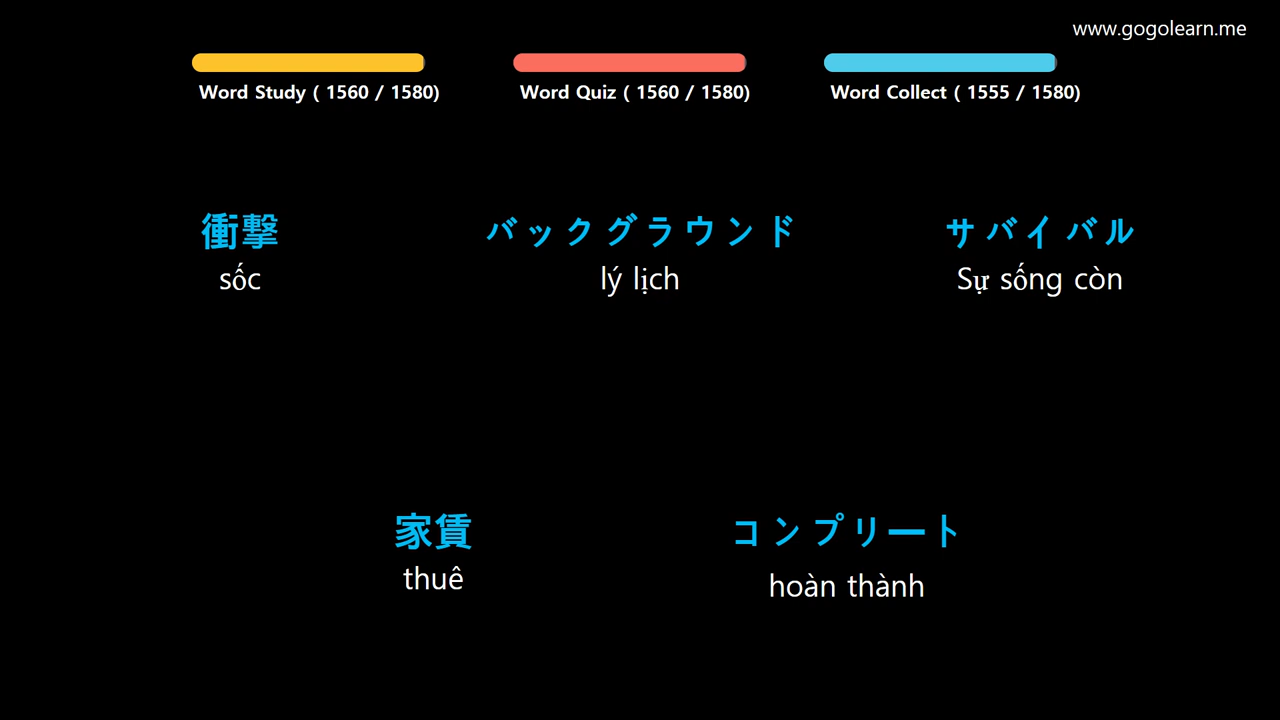 www.gogolearn.me
Word Study ( 1560 / 1580)
Word Quiz ( 1560 / 1580)
Word Collect ( 1555 / 1580)
衝撃
バックグラウンド
サバイバル
sốc
lý lịch
Sự sống còn
家賃
コンプリート
thuê
hoàn thành